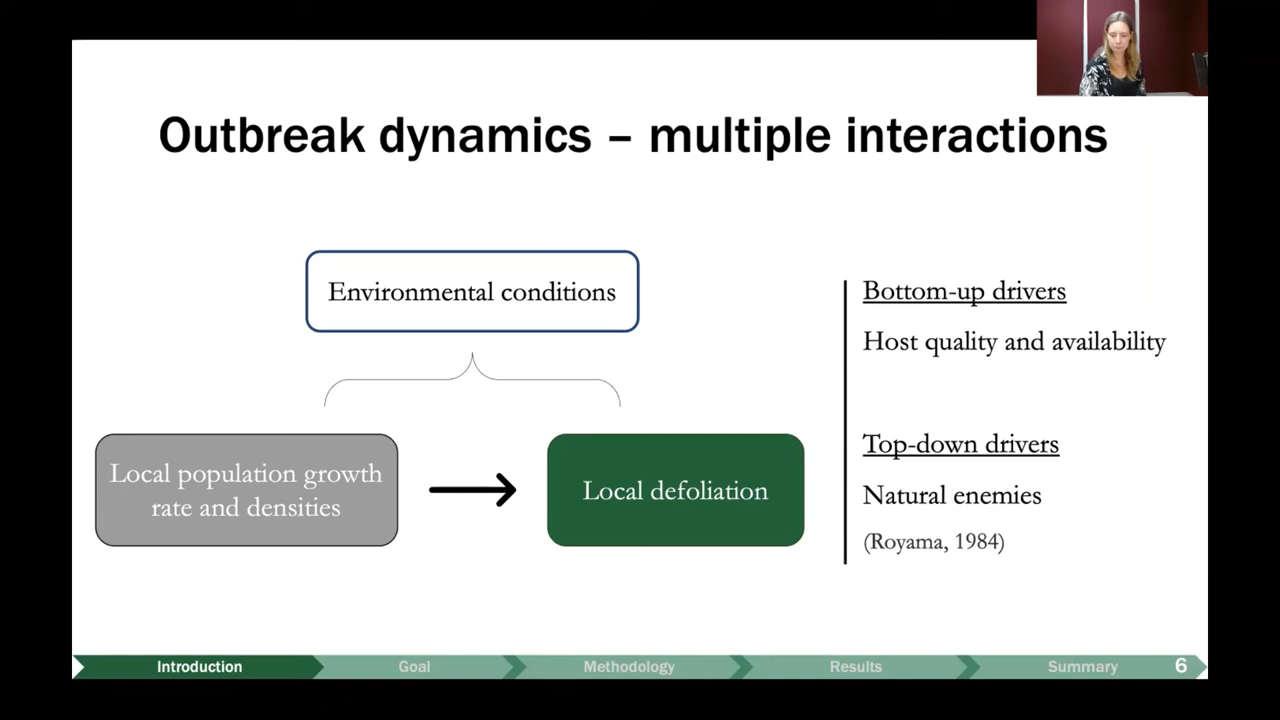 Outbreak dynamics – multiple interactions
Environmental conditions
Local population growth
rate and densities
Local defoliation
Bottom-up drivers
Host quality and availability
Top-down drivers
Natural enemies
(Royama, 1984)
Introduction
Goal
Methodology
Results
Summary
6